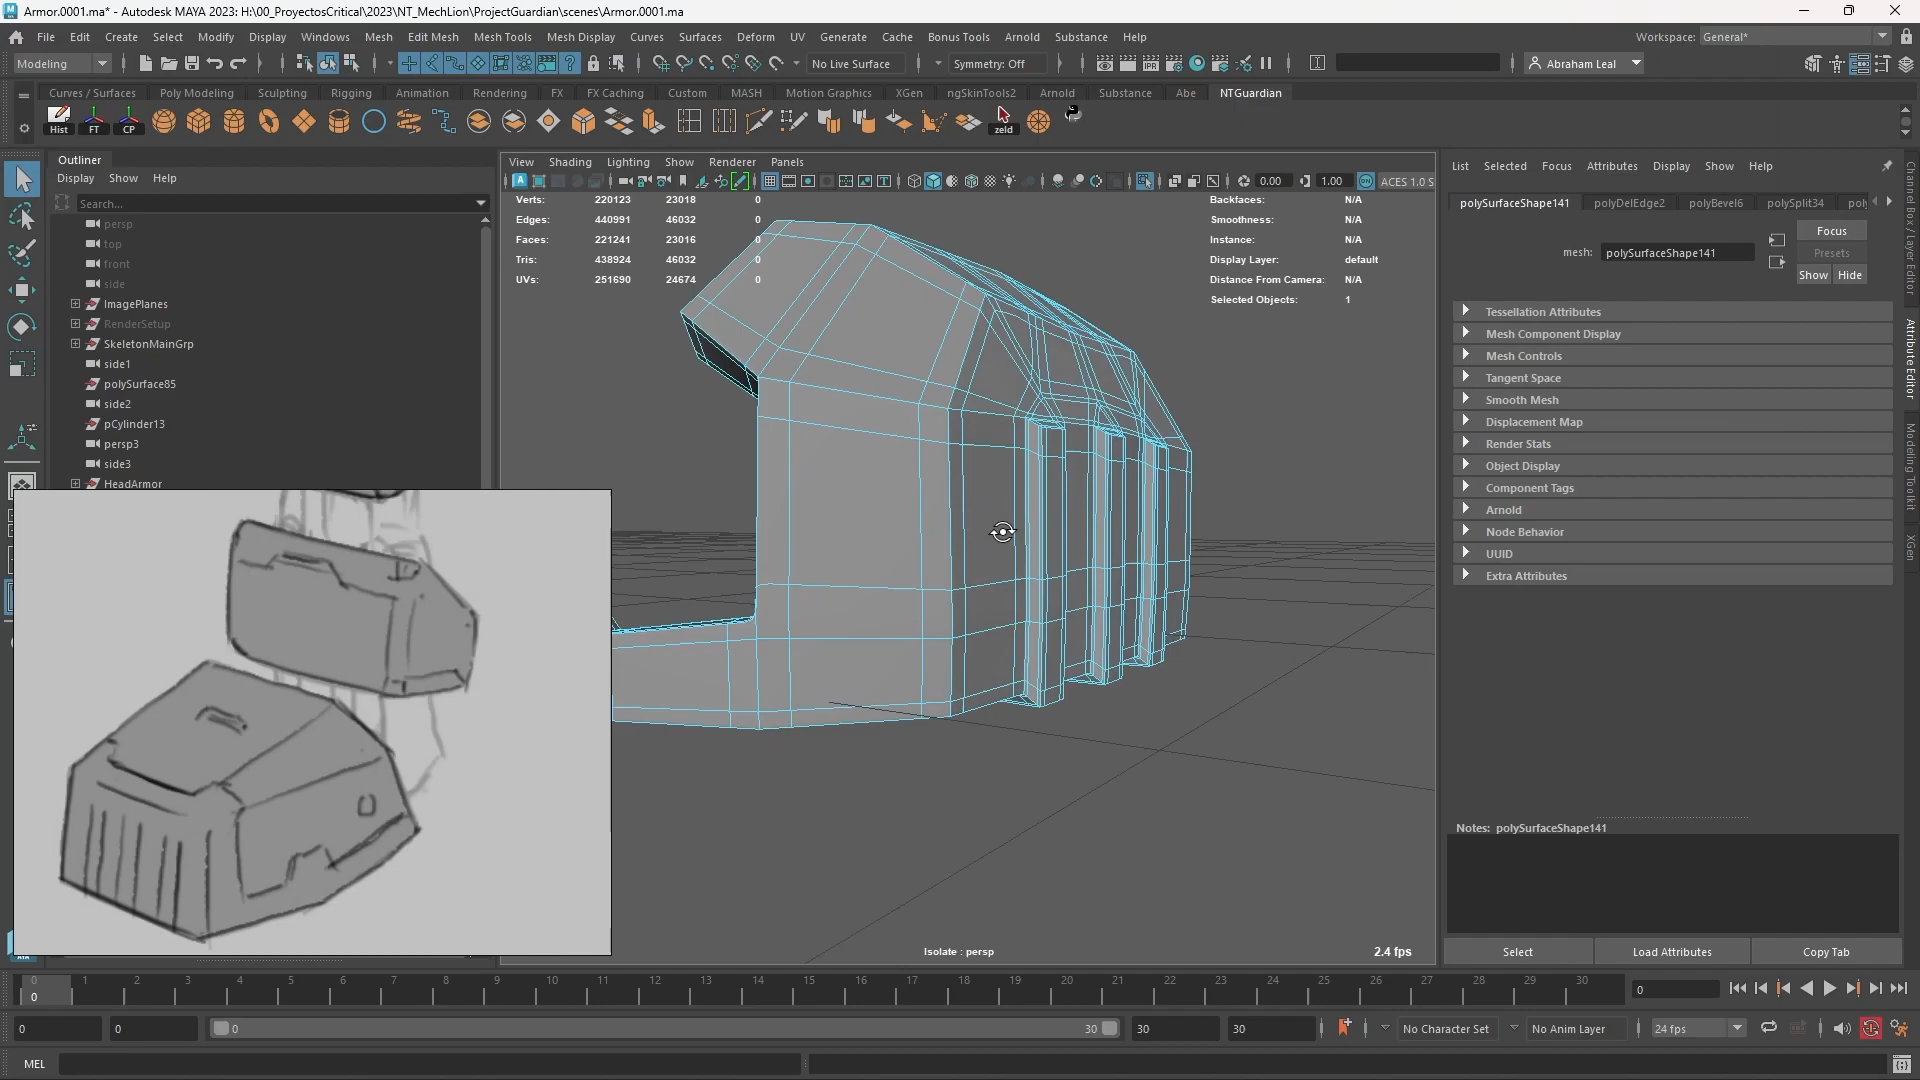 Armor.0001.ma* - Autodesk MAYA 2023: H:\00_ProyectosCritical\2023\NT_MechLion\ProjectGuardian\scenes\Armor.0001.ma
File Edit Create Select Modify Display Windows Mesh Edit Mesh Mesh Tools Mesh Display Curves Surfaces Deform UV Generate Cache Bonus Tools Arnold Substance Help Workspace: General*
Modeling No Live Surface Symmetry: Off Abraham Leal
Curves / Surfaces Poly Modeling Sculpting Rigging Animation Rendering FX FX Caching Custom MASH Motion Graphics XGen ngSkinTools2 Arnold Substance Abe NTGuardian
Hist FT CP zeld
Outliner
Display Show Help
Search...
persp
top
front
side
ImagePlanes
RenderSetup
SkeletonMainGrp
side1
polySurface85
side2
pCylinder13
persp3
side3
HeadArmor
View Shading Lighting Show Renderer Panels
0.00 1.00 ACES 1.0 S
Verts: 220123 23018 0
Edges: 440991 46032 0
Faces: 221241 23016 0
Tris: 438924 46032 0
UVs: 251690 24674 0
Backfaces: N/A
Smoothness: N/A
Instance: N/A
Display Layer: default
Distance From Camera: N/A
Selected Objects: 1
Isolate : persp
2.4 fps
List Selected Focus Attributes Display Show Help
polySurfaceShape141 polyDelEdge2 polyBevel6 polySplit34 pol
mesh: polySurfaceShape141
Focus
Presets
Show Hide
Tessellation Attributes
Mesh Component Display
Mesh Controls
Tangent Space
Smooth Mesh
Displacement Map
Render Stats
Object Display
Component Tags
Arnold
Node Behavior
UUID
Extra Attributes
Notes: polySurfaceShape141
Select Load Attributes Copy Tab
Channel Box / Layer Editor
Attribute Editor
Modeling Toolkit
XGen
0 1 2 3 4 5 6 7 8 9 10 11 12 13 14 15 16 17 18 19 20 21 22 23 24 25 26 27 28 29 30
0 0
0 0 0 30 30 30 No Character Set No Anim Layer 24 fps
MEL